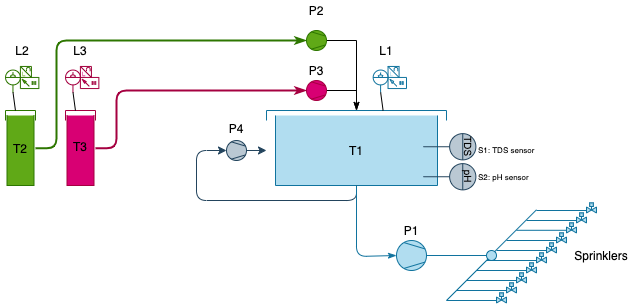 P2
L2
L3
P3
L1
P4
T2
T3
T1
TDS
S1: TDS sensor
pH
S2: pH sensor
P1
Sprinklers